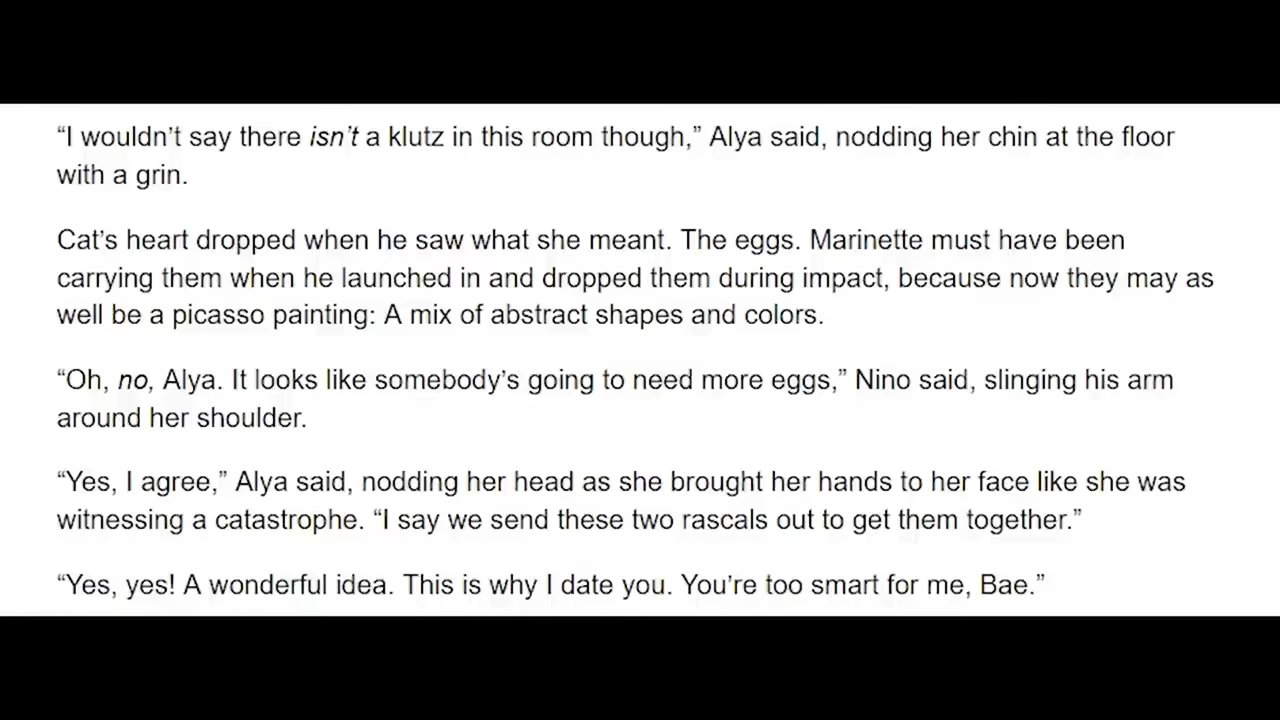 “I wouldn’t say there isn’t a klutz in this room though,” Alya said, nodding her chin at the floor
with a grin.
Cat’s heart dropped when he saw what she meant. The eggs. Marinette must have been
carrying them when he launched in and dropped them during impact, because now they may as
well be a picasso painting: A mix of abstract shapes and colors.
“Oh, no, Alya. It looks like somebody’s going to need more eggs,” Nino said, slinging his arm
around her shoulder.
“Yes, I agree,” Alya said, nodding her head as she brought her hands to her face like she was
witnessing a catastrophe. “I say we send these two rascals out to get them together.”
“Yes, yes! A wonderful idea. This is why I date you. You’re too smart for me, Bae.”